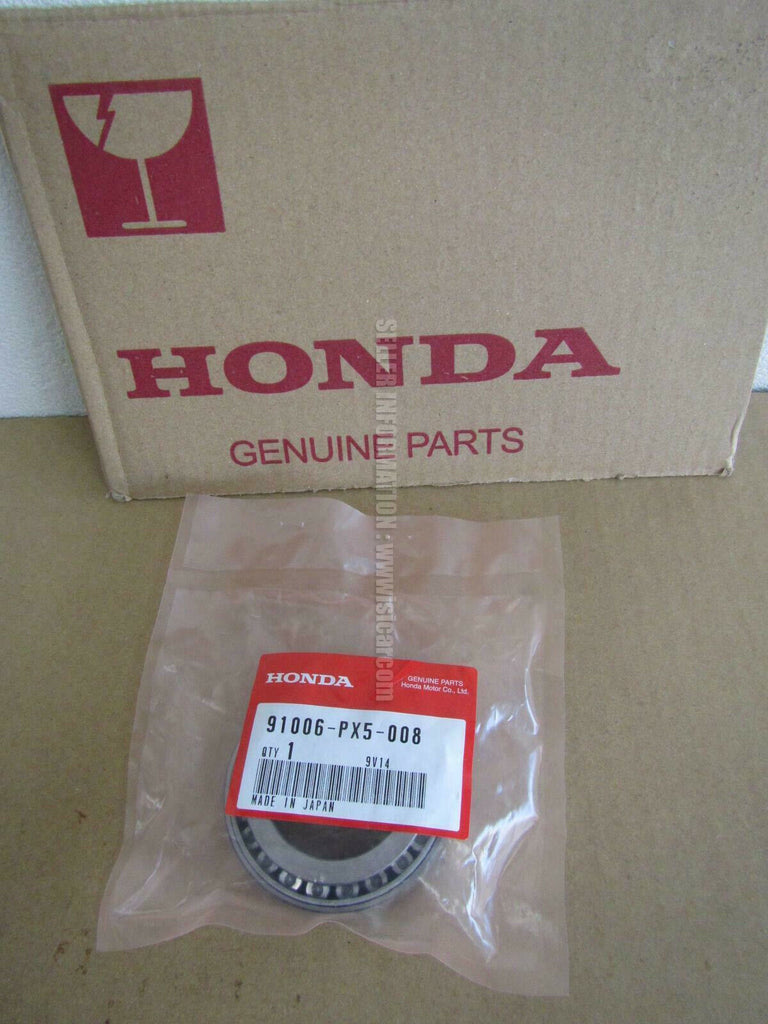 HONDA
GENUINE PARTS
SELLER INFORMATION : www.isicar.com
HONDA
GENUINE PARTS
Honda Motor Co., Ltd.
91006-PX5-008
QTY 1
9V14
MADE IN JAPAN